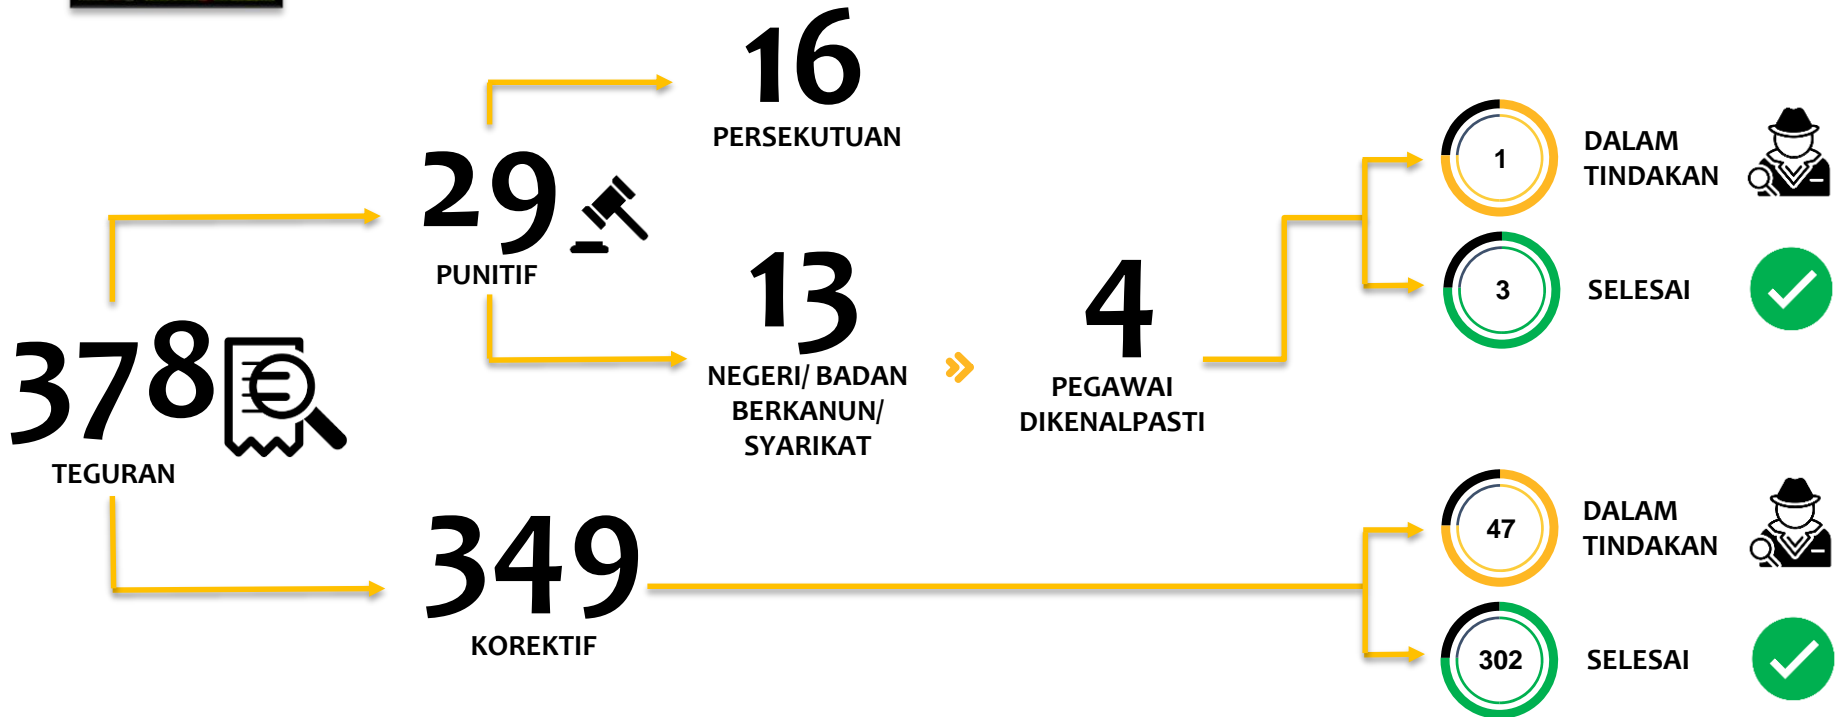 378
TEGURAN
29
PUNITIF
16
PERSEKUTUAN
13
NEGERI/ BADAN
BERKANUN/
SYARIKAT
4
PEGAWAI
DIKENALPASTI
1
DALAM
TINDAKAN
3
SELESAI
349
KOREKTIF
47
DALAM
TINDAKAN
302
SELESAI